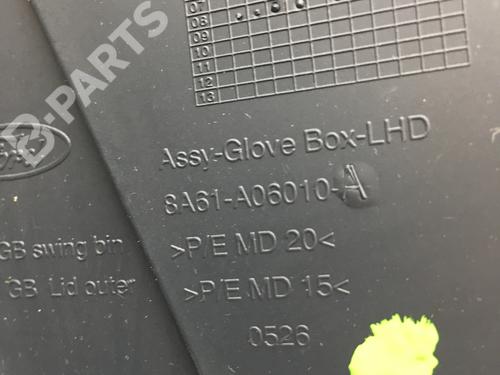 B-PARTS
07
08
09
10
11
12
13
Ford
Assy-Glove Box-LHD
8A61-A06010-A
GB swing bin
>P/E MD 20<
GB Lid outer
>P/E MD 15<
0526